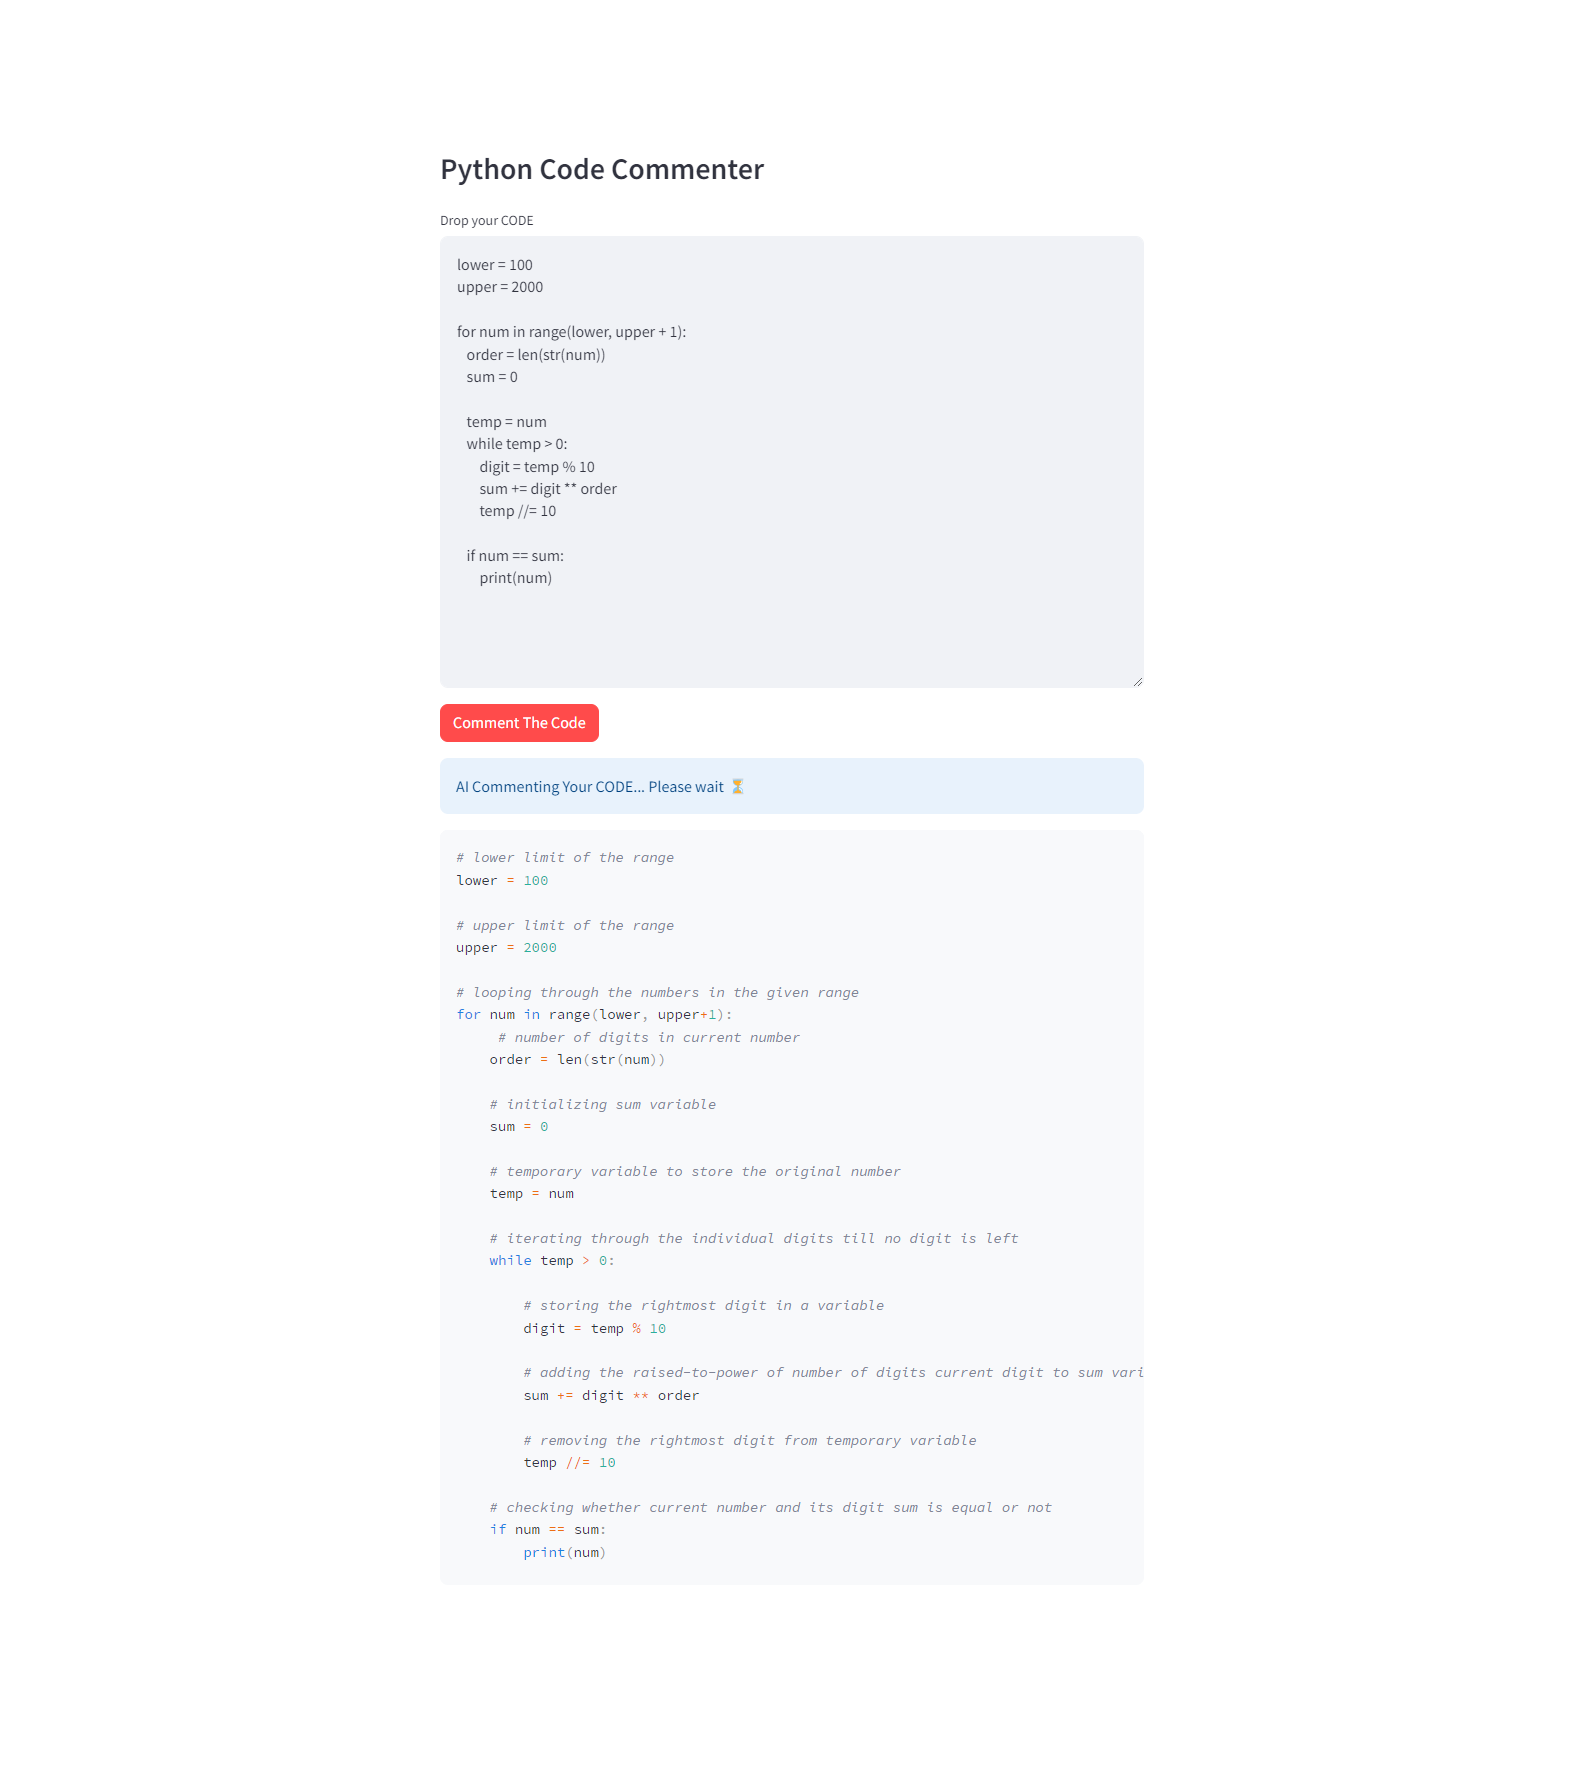 Python Code Commenter
Drop your CODE
lower = 100
upper = 2000
for num in range(lower, upper + 1):
order = len(str(num))
sum = 0
temp = num
while temp > 0:
digit = temp % 10
sum += digit ** order
temp //= 10
if num == sum:
print(num)
Comment The Code
AI Commenting Your CODE... Please wait ⏳
# lower limit of the range
lower = 100
# upper limit of the range
upper = 2000
# looping through the numbers in the given range
for num in range(lower, upper+1):
# number of digits in current number
order = len(str(num))
# initializing sum variable
sum = 0
# temporary variable to store the original number
temp = num
# iterating through the individual digits till no digit is left
while temp > 0:
# storing the rightmost digit in a variable
digit = temp % 10
# adding the raised-to-power of number of digits current digit to sum vari
sum += digit ** order
# removing the rightmost digit from temporary variable
temp //= 10
# checking whether current number and its digit sum is equal or not
if num == sum:
print(num)